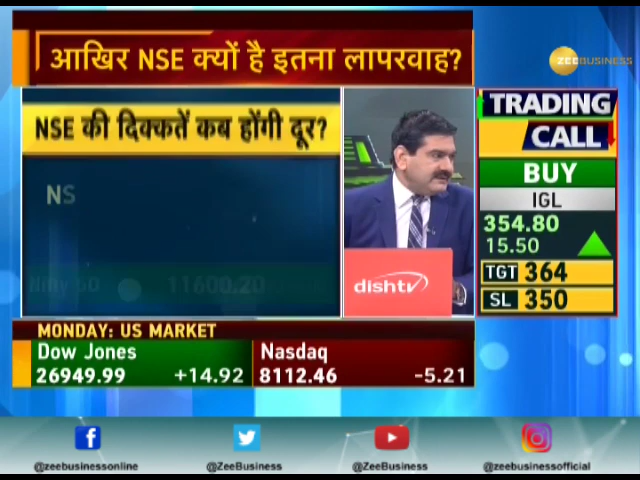 आखिर NSE क्यों है इतना लापरवाह?
ZEEBUSINESS
NSE की दिक्कतें कब होंगी दूर?
NS
Nifty 50 11600.20
dishtv
TRADING
CALL
BUY
IGL
354.80
15.50
TGT 364
SL 350
MONDAY: US MARKET
Dow Jones
26949.99 +14.92
Nasdaq
8112.46 -5.21
@zeebusinessonline
@ZeeBusiness
@ZeeBusiness
@zeebusinessofficial